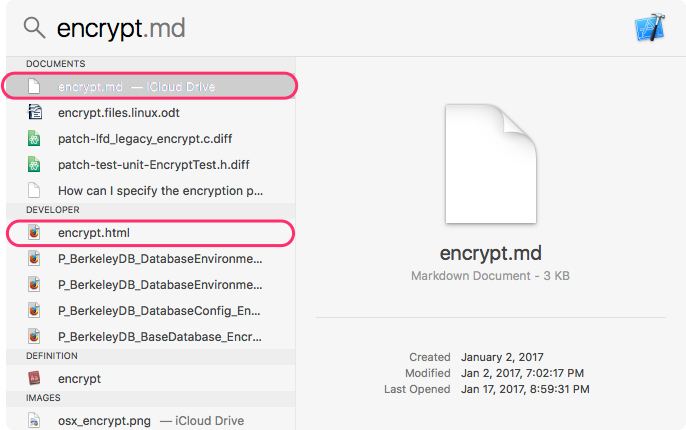 encrypt.md
DOCUMENTS
encrypt.md — iCloud Drive
encrypt.files.linux.odt
patch-lfd_legacy_encrypt.c.diff
patch-test-unit-EncryptTest.h.diff
How can I specify the encryption p...
DEVELOPER
encrypt.html
P_BerkeleyDB_DatabaseEnvironme...
P_BerkeleyDB_DatabaseEnvironme...
P_BerkeleyDB_DatabaseConfig_En...
P_BerkeleyDB_BaseDatabase_Encr...
DEFINITION
encrypt
IMAGES
osx_encrypt.png — iCloud Drive
encrypt.md
Markdown Document - 3 KB
Created January 2, 2017
Modified Jan 2, 2017, 7:02:17 PM
Last Opened Jan 17, 2017, 8:59:31 PM